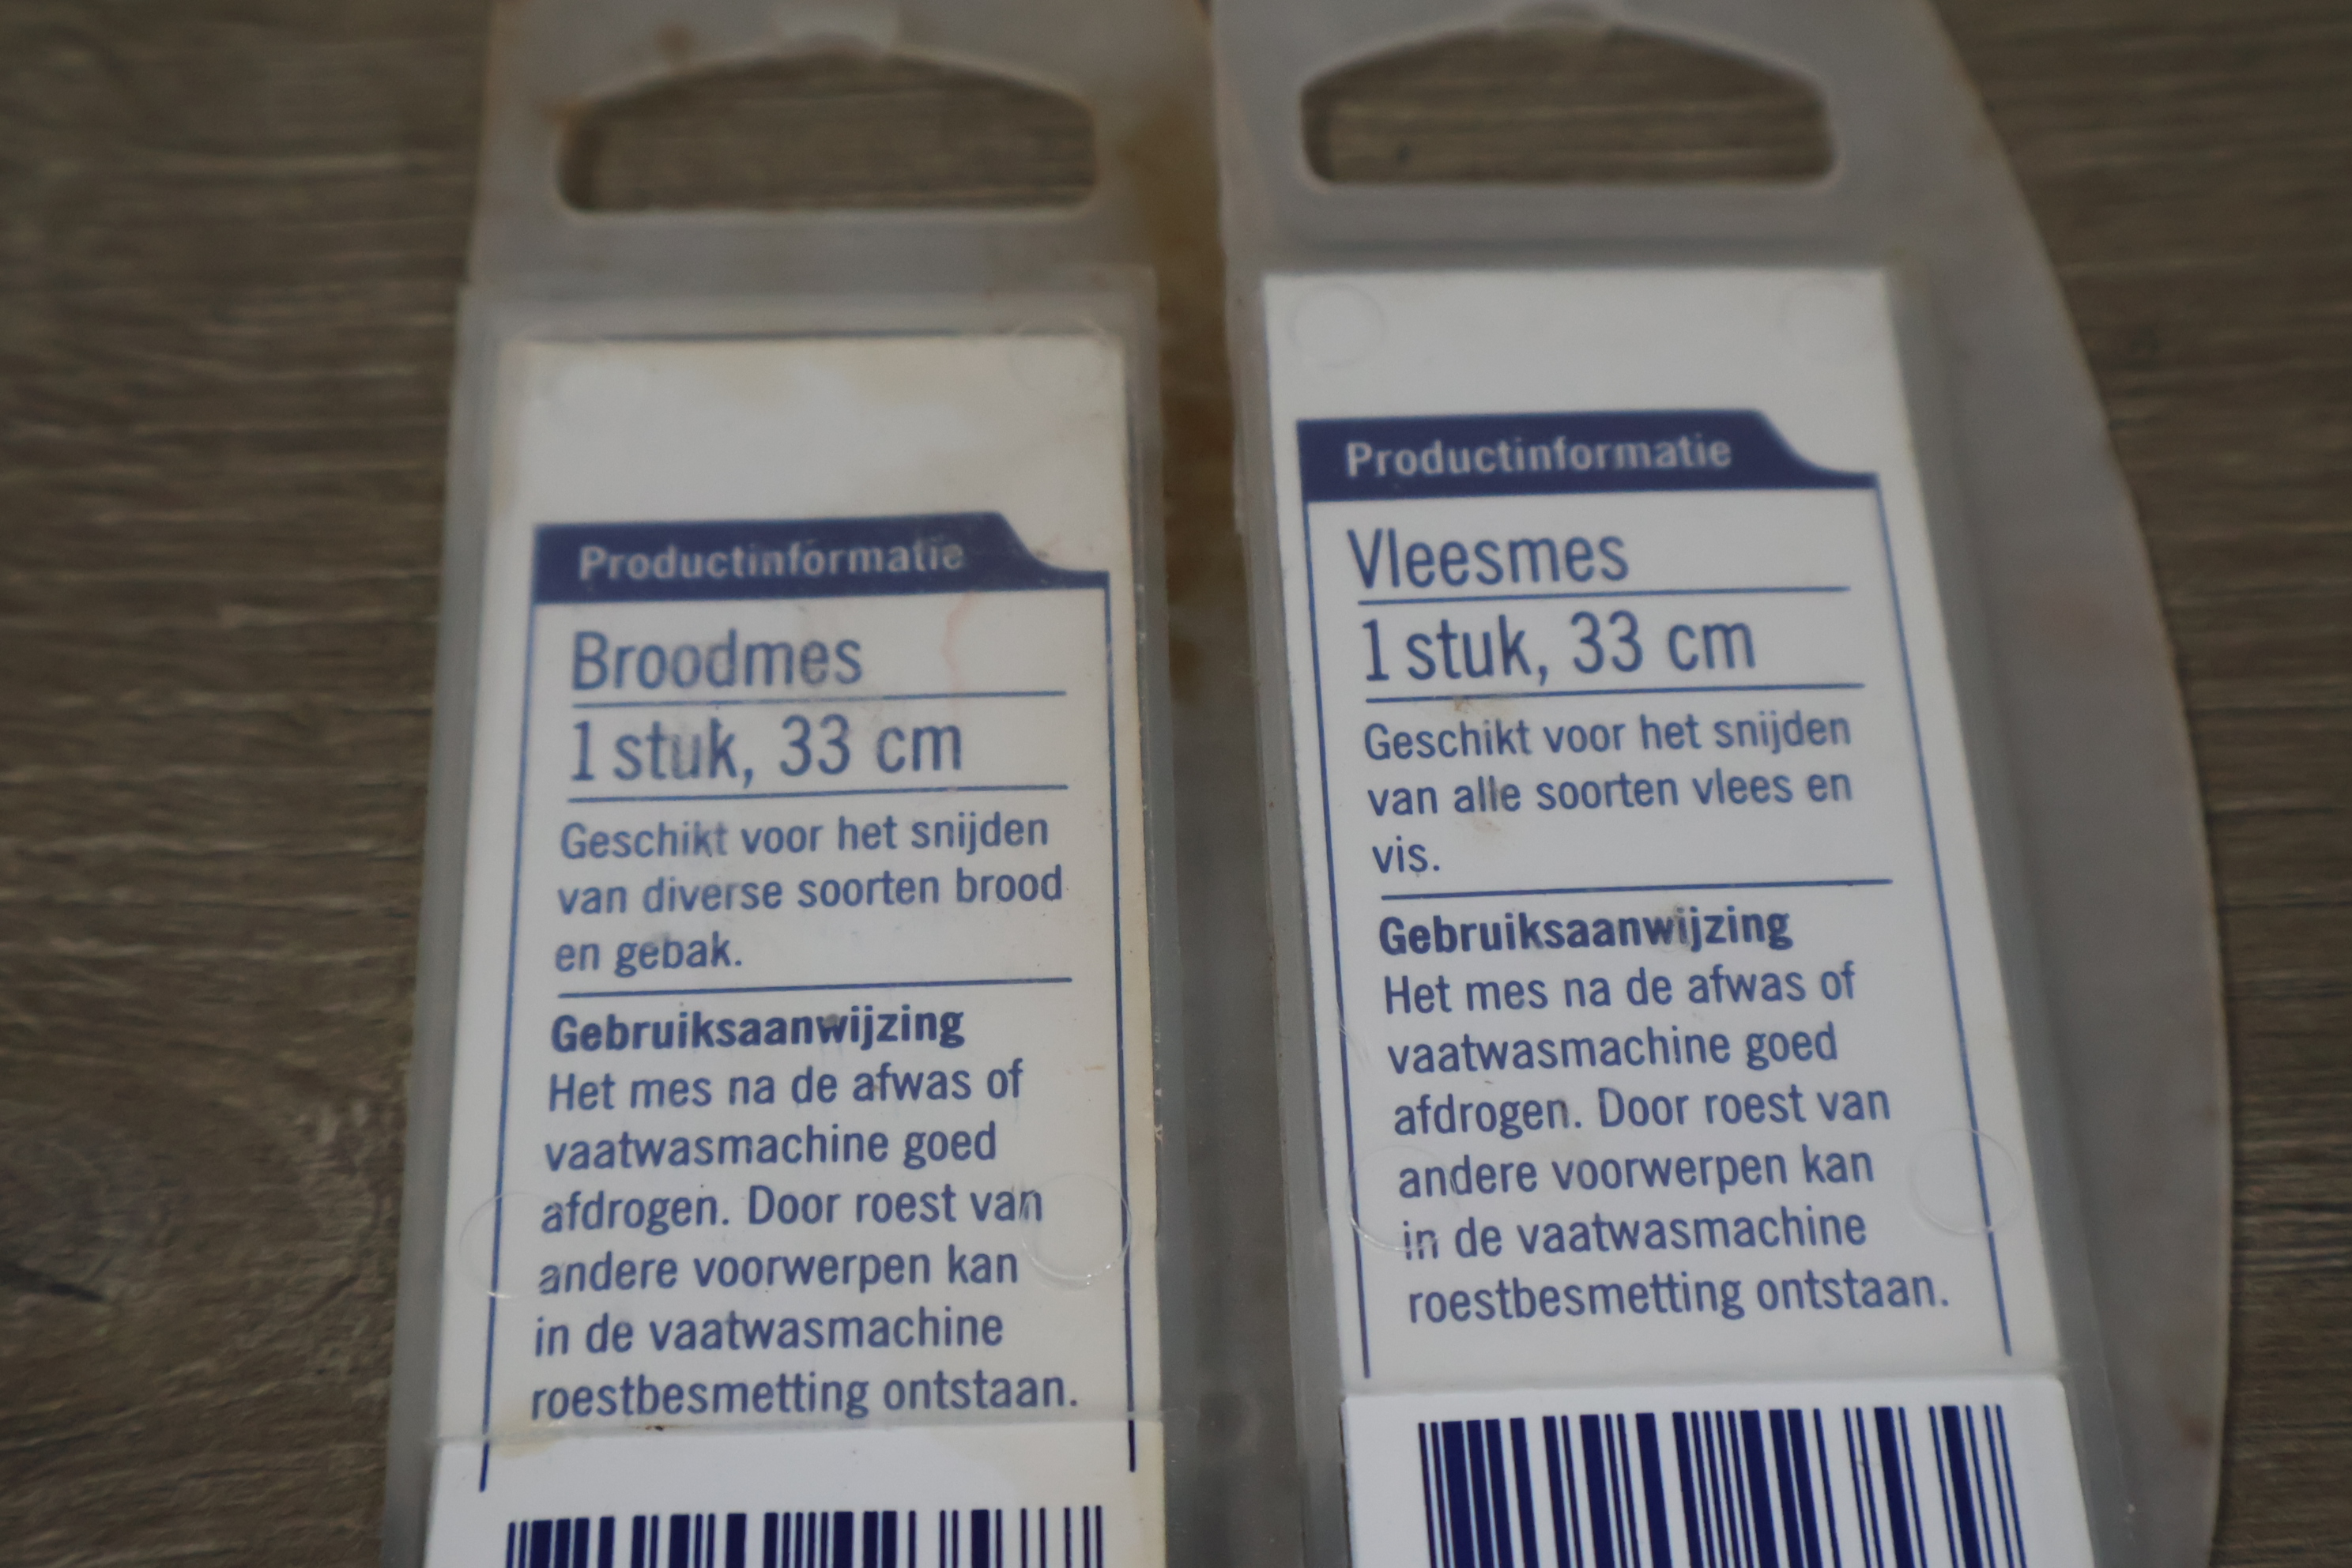 Productinformatie
Broodmes
1 stuk, 33 cm
Geschikt voor het snijden
van diverse soorten brood
en gebak.
Gebruiksaanwijzing
Het mes na de afwas of
vaatwasmachine goed
afdrogen. Door roest van
andere voorwerpen kan
in de vaatwasmachine
roestbesmetting ontstaan.
Productinformatie
Vleesmes
1 stuk, 33 cm
Geschikt voor het snijden
van alle soorten vlees en
vis.
Gebruiksaanwijzing
Het mes na de afwas of
vaatwasmachine goed
afdrogen. Door roest van
andere voorwerpen kan
in de vaatwasmachine
roestbesmetting ontstaan.